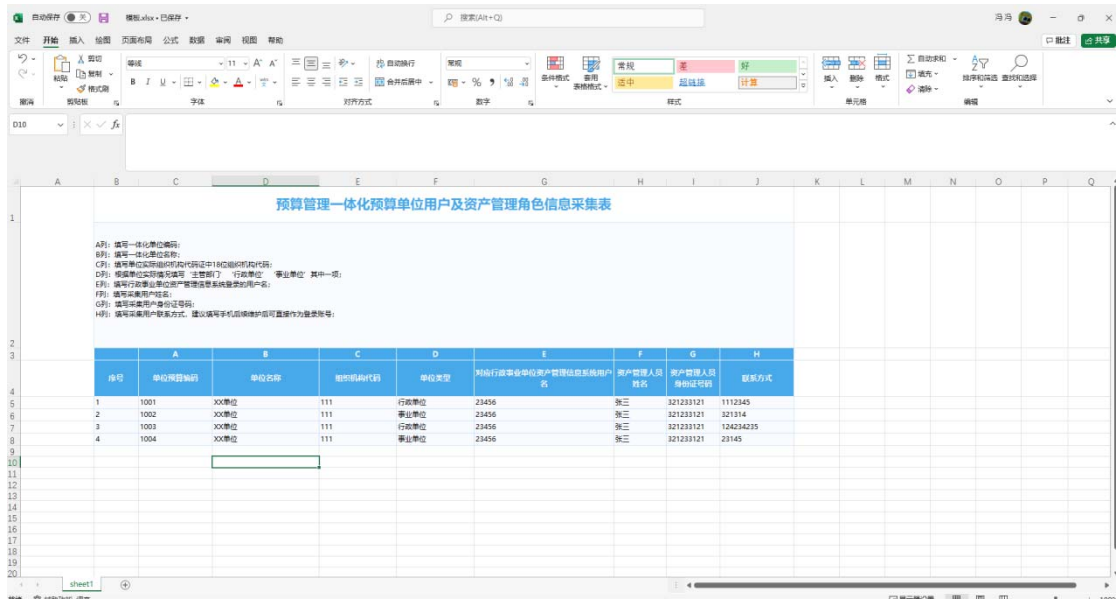 自动保存 关 模板.xlsx • 已保存 搜索(Alt+Q) 冯冯
文件 开始 插入 绘图 页面布局 公式 数据 审阅 视图 帮助 批注 共享
剪切 等线 11 A^ A˅ 自动换行 常规 常规 差 好 自动求和
粘贴 复制 B I U A 合并后居中 % 条件格式 套用表格格式 适中 超链接 计算 插入 删除 格式 填充 排序和筛选 查找和选择
格式刷 清除
撤消 剪贴板 字体 对齐方式 数字 样式 单元格 编辑
D10 fx
A B C D E F G H I J K L M N O P Q
1 预算管理一体化预算单位用户及资产管理角色信息采集表
A列：填写一体化单位编码；
B列：填写一体化单位名称；
C列：填写单位实际组织机构代码证中18位组织机构代码；
D列：根据单位实际情况填写‘主管部门’ ‘行政单位’ ‘事业单位’其中一项；
E列：填写行政事业单位资产管理信息系统登录的用户名；
F列：填写采集用户姓名；
G列：填写采集用户身份证号码；
H列：填写采集用户联系方式，建议填写手机后续维护后可直接作为登录账号；
2
3 A B C D E F G H
4 序号 单位预算编码 单位名称 组织机构代码 单位类型 对应行政事业单位资产管理信息系统用户名 资产管理人员姓名 资产管理人员身份证号码 联系方式
5 1 1001 XX单位 111 行政单位 23456 张三 321233121 1112345
6 2 1002 XX单位 111 事业单位 23456 张三 321233121 321314
7 3 1003 XX单位 111 行政单位 23456 张三 321233121 124234235
8 4 1004 XX单位 111 事业单位 23456 张三 321233121 23145
9
10
11
12
13
14
15
16
17
18
19
20
sheet1